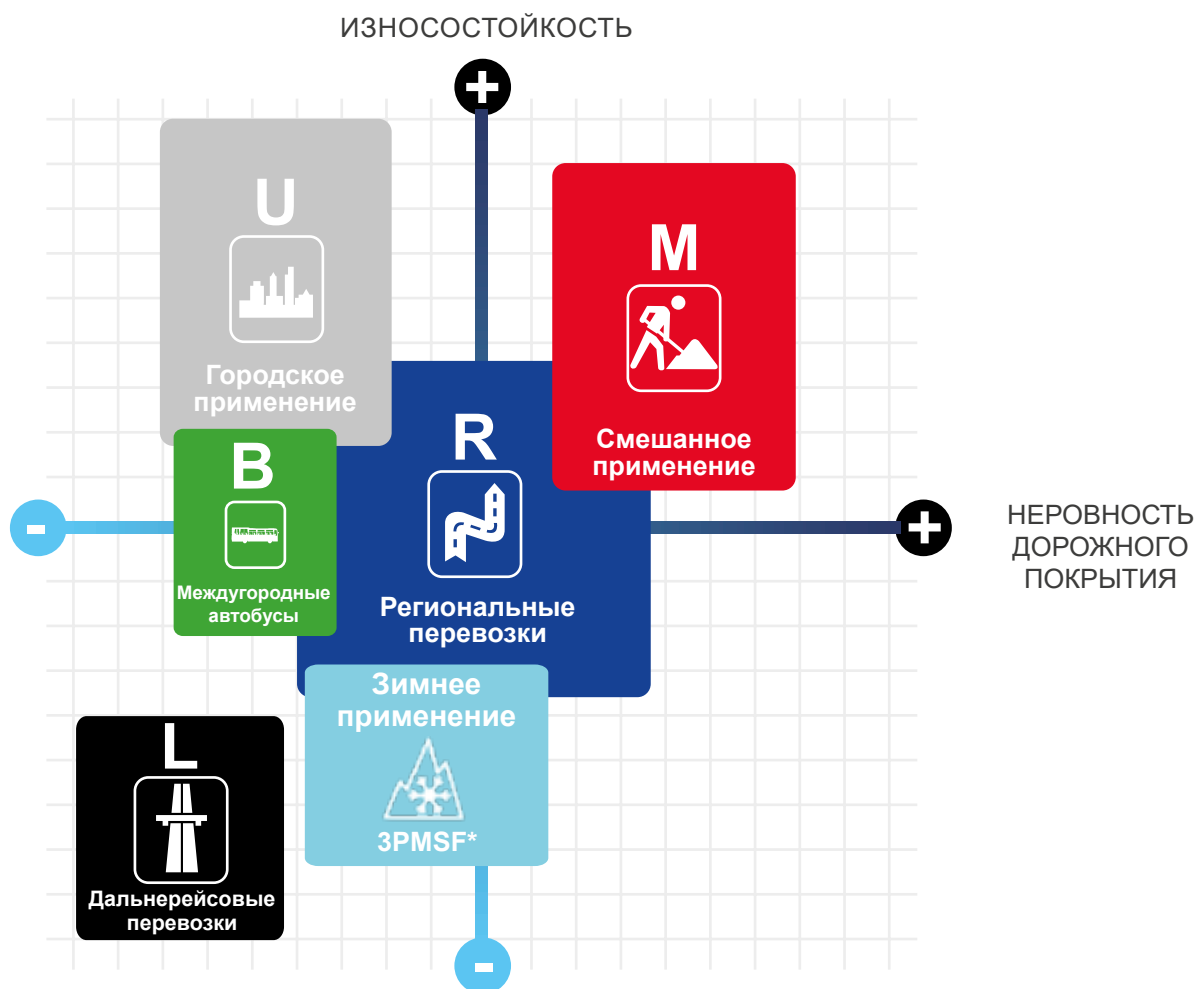 ИЗНОСОСТОЙКОСТЬ
+
U
Городское
применение
M
Смешанное
применение
B
Междугородные
автобусы
R
Региональные
перевозки
-
+
НЕРОВНОСТЬ
ДОРОЖНОГО
ПОКРЫТИЯ
Зимнее
применение
3PMSF*
L
Дальнерейсовые
перевозки
-